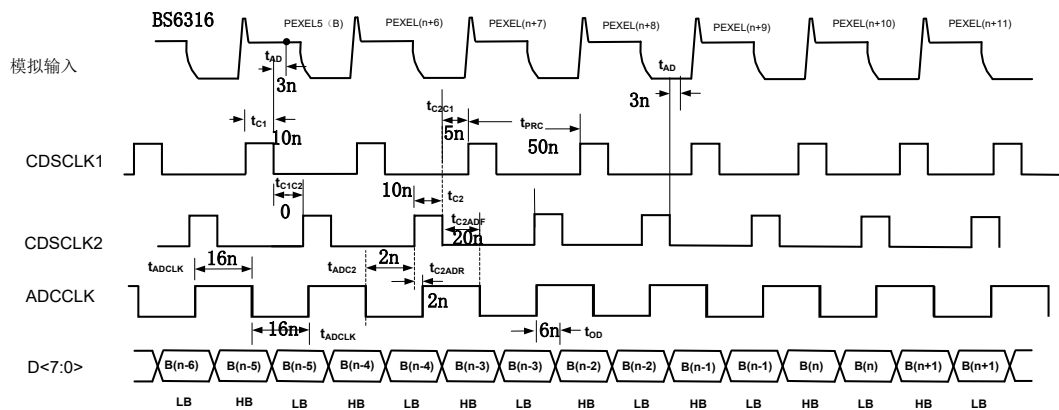 BS6316
PEXEL5 (B) PEXEL(n+6) PEXEL(n+7) PEXEL(n+8) PEXEL(n+9) PEXEL(n+10) PEXEL(n+11)
模拟输入
tAD
3n
tAD
3n
tC1
10n
tC2C1
5n
tPRC
50n
CDSCLK1
tC1C2
0
10n
tC2
CDSCLK2
tC2ADF
20n
tADCLK
16n
tADC2
2n
tC2ADR
2n
ADCCLK
16n
tADCLK
6n
tOD
D<7:0>
B(n-6) B(n-5) B(n-5) B(n-4) B(n-4) B(n-3) B(n-3) B(n-2) B(n-2) B(n-1) B(n-1) B(n) B(n) B(n+1) B(n+1)
LB HB LB HB LB HB LB HB LB HB LB HB LB HB LB